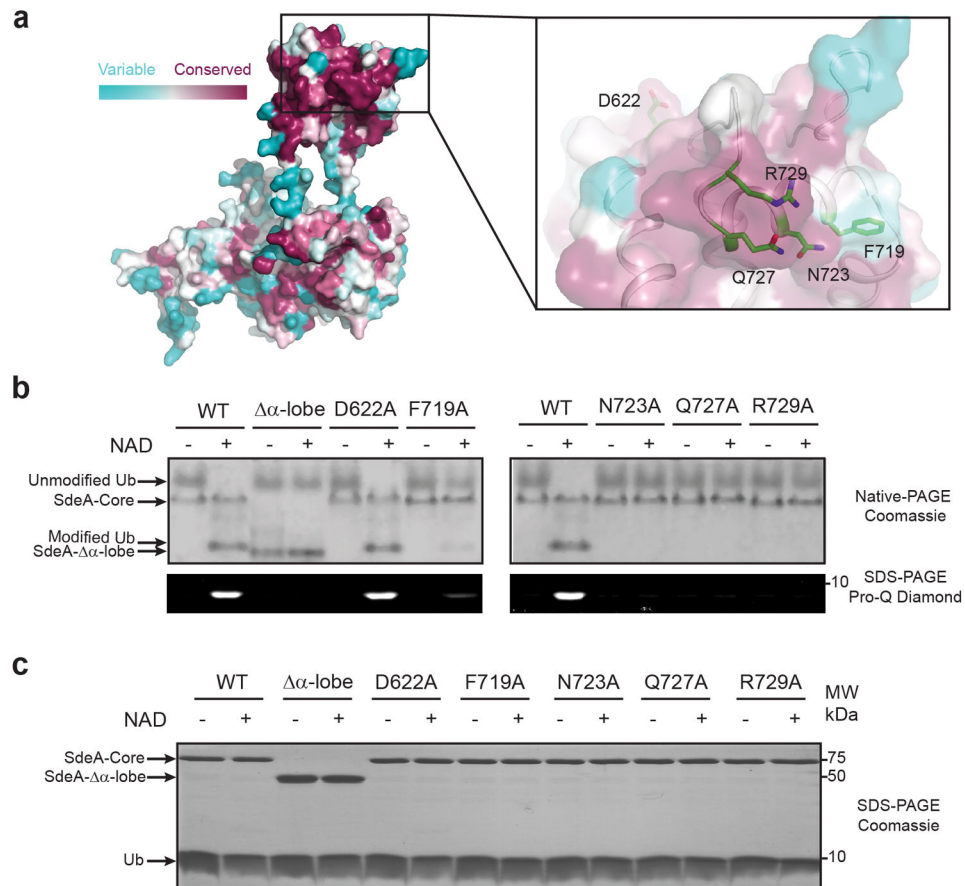 a
Variable Conserved
D622
R729
F719
Q727
N723
b
WT Δα-lobe D622A F719A
NAD - + - + - + - +
WT N723A Q727A R729A
- + - + - + - +
Unmodified Ub
SdeA-Core
Modified Ub
SdeA-Δα-lobe
Native-PAGE
Coomassie
10
SDS-PAGE
Pro-Q Diamond
c
WT Δα-lobe D622A F719A N723A Q727A R729A
MW
kDa
NAD - + - + - + - + - + - + - +
SdeA-Core
75
SdeA-Δα-lobe
50
SDS-PAGE
Coomassie
Ub
10